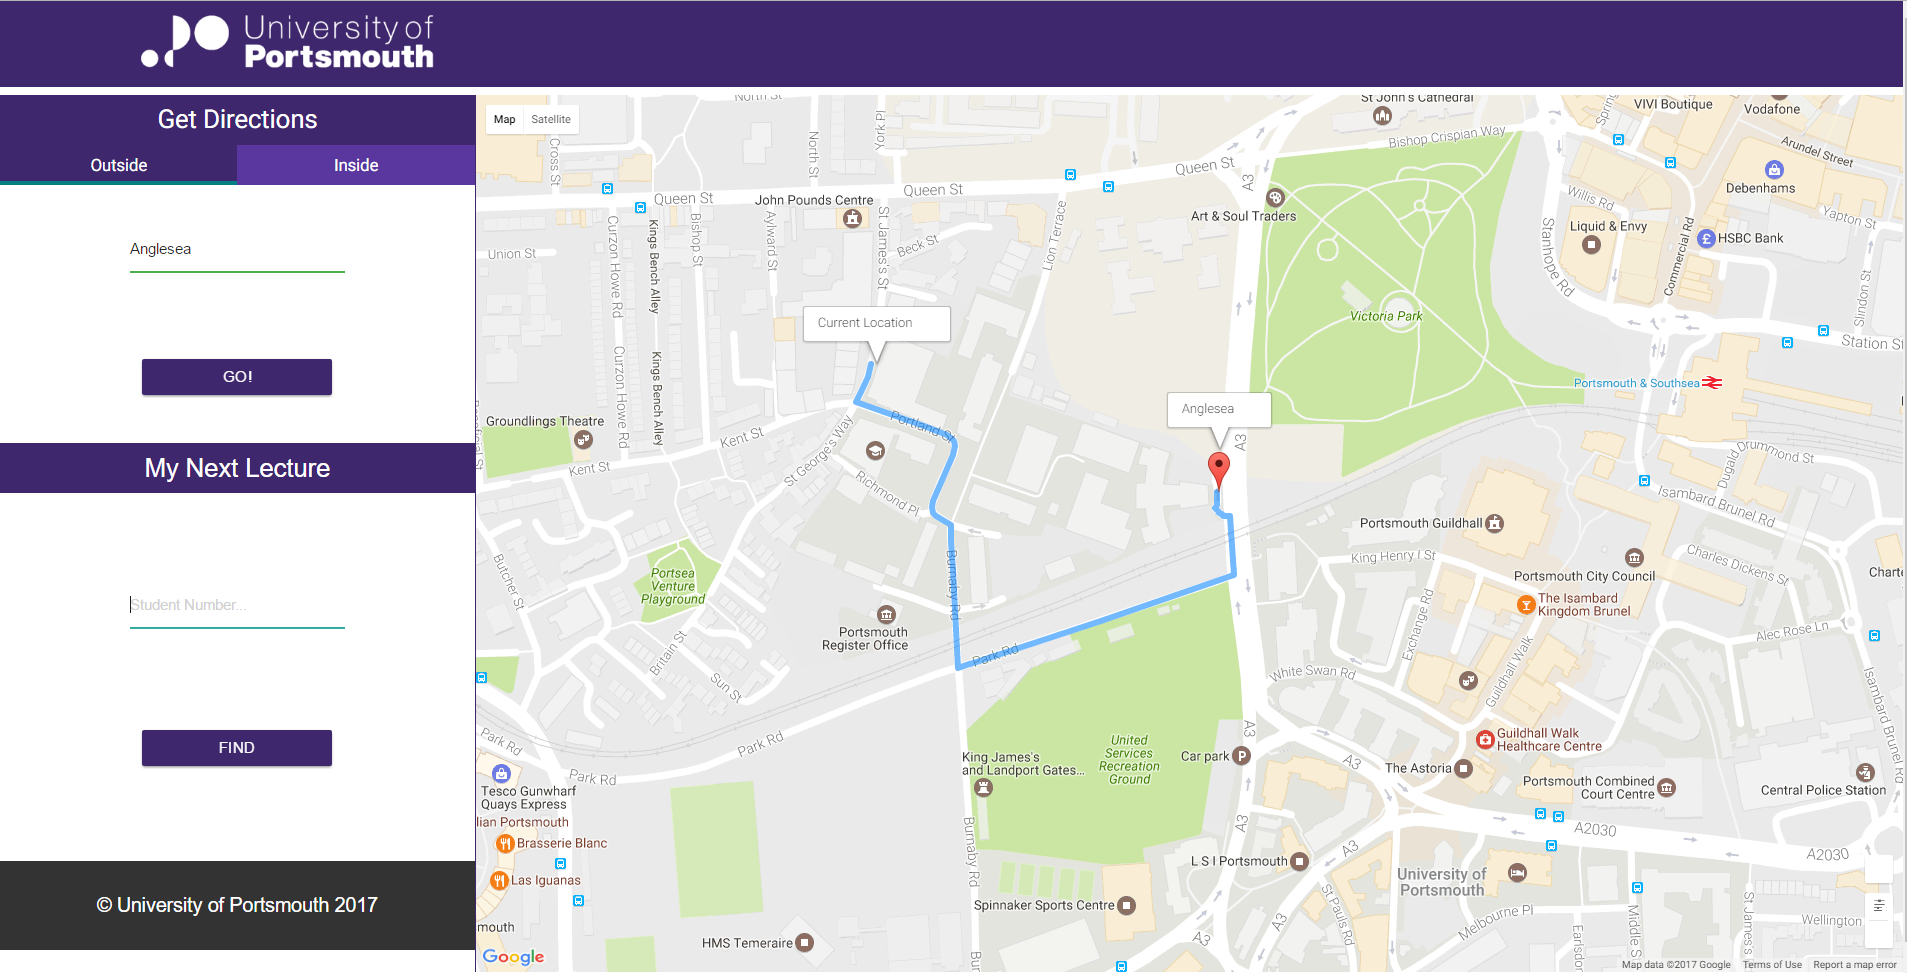 University of
Portsmouth
Get Directions
Outside
Inside
Anglesea
GO!
My Next Lecture
Student Number...
FIND
© University of Portsmouth 2017
Map
Satellite
North St
Cross St
North St
York Pl
St John's Cathedral
Bishop Crispian Way
VIVI Boutique
Vodafone
Arundel Street
Debenhams
Willis Rd
Yapton St
Queen St
Queen St
Queen St
A3
John Pounds Centre
Art & Soul Traders
Liquid & Envy
HSBC Bank
Commercial Rd
Stanhope Rd
Slindon St
Station St
Union St
Curzon Howe Rd
Kings Bench Alley
Bishop St
Aylward St
St James's St
Beck St
Lion Terrace
Victoria Park
Current Location
Curzon Howe Rd
Kings Bench Alley
Portsmouth & Southsea
Anglesea
A3
Groundlings Theatre
Kent St
Kent St
St George's Way
Portland St
Richmond Pl
Drummond St
Dugald
Isambard Brunel Rd
Portsmouth Guildhall
King Henry I St
Charles Dickens St
Portsmouth City Council
Charte
The Isambard
Kingdom Brunel
Butcher St
Portsea
Venture
Playground
Burnaby Rd
Portsmouth
Register Office
Britain St
Sun St
Park Rd
Exchange Rd
Alec Rose Ln
White Swan Rd
Guildhall Walk
Isambard Brunel Rd
Park Rd
Park Rd
Park Rd
A3
King James's
and Landport Gates...
United
Services
Recreation
Ground
Car park
Guildhall Walk
Healthcare Centre
The Astoria
Portsmouth Combined
Court Centre
Central Police Station
Tesco Gunwharf
Quays Express
lian Portsmouth
Brasserie Blanc
Las Iguanas
Burnaby Rd
A3
A3
A2030
A2030
L S I Portsmouth
University of
Portsmouth
Spinnaker Sports Centre
St Pauls Rd
Melbourne Pl
Middle St
Earlsdo
St James's
Wellington
mouth
HMS Temeraire
A3
A3
Google
Map data ©2017 Google
Terms of Use
Report a map error